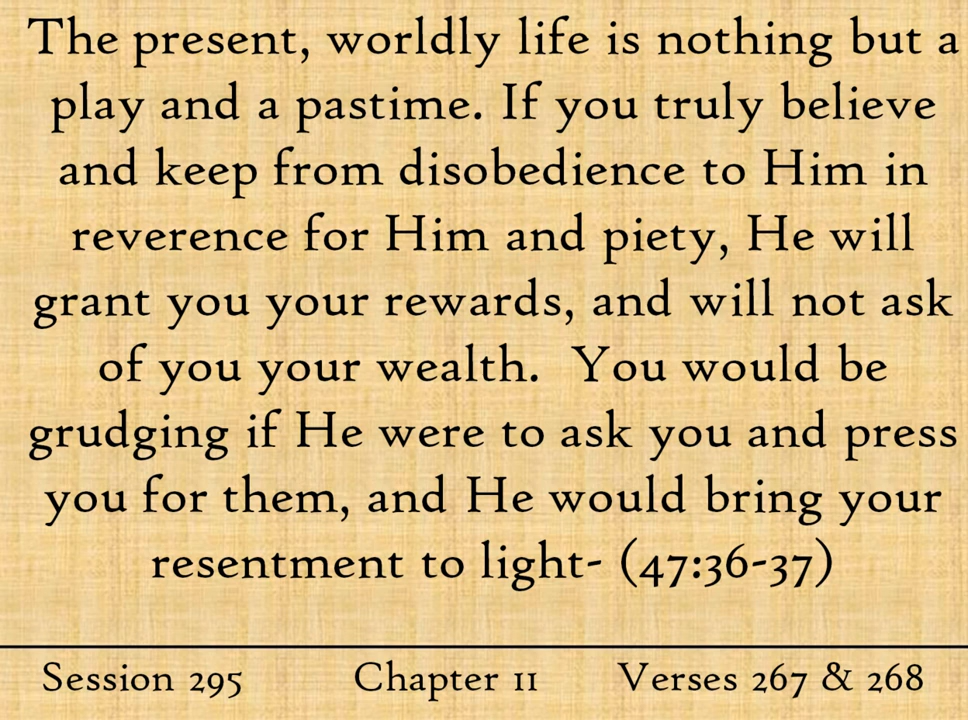 The present, worldly life is nothing but a
play and a pastime. If you truly believe
and keep from disobedience to Him in
reverence for Him and piety, He will
grant you your rewards, and will not ask
of you your wealth.  You would be
grudging if He were to ask you and press
you for them, and He would bring your
resentment to light- (47:36-37)
Session 295 Chapter 11 Verses 267 & 268